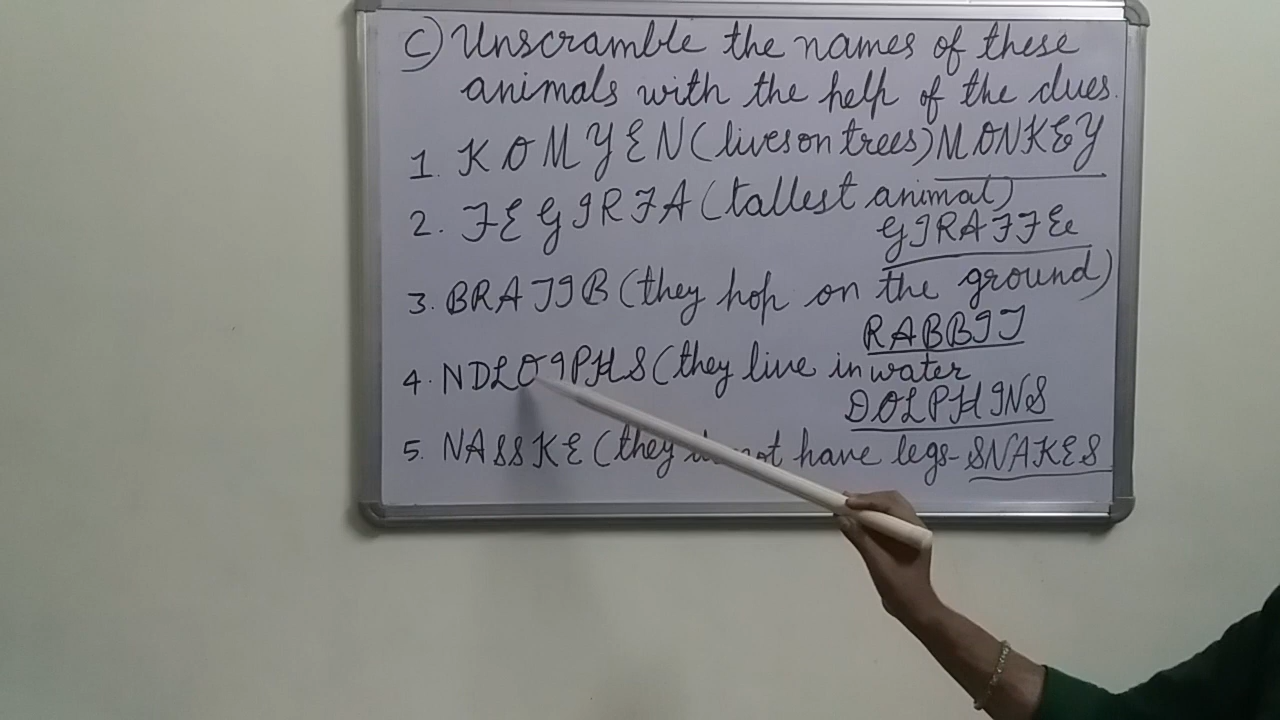 C) Unscramble the names of these
animals with the help of the clues.
1. KOMYEN (lives on trees) MONKEY
2. FEGIRFA (tallest animal)
GIRAFFEe
3. BRATIB (they hop on the ground)
RABBIT
4. NDLOIPHS (they live in water
DOLPHINS
5. NASSKE (they not have legs - SNAKES